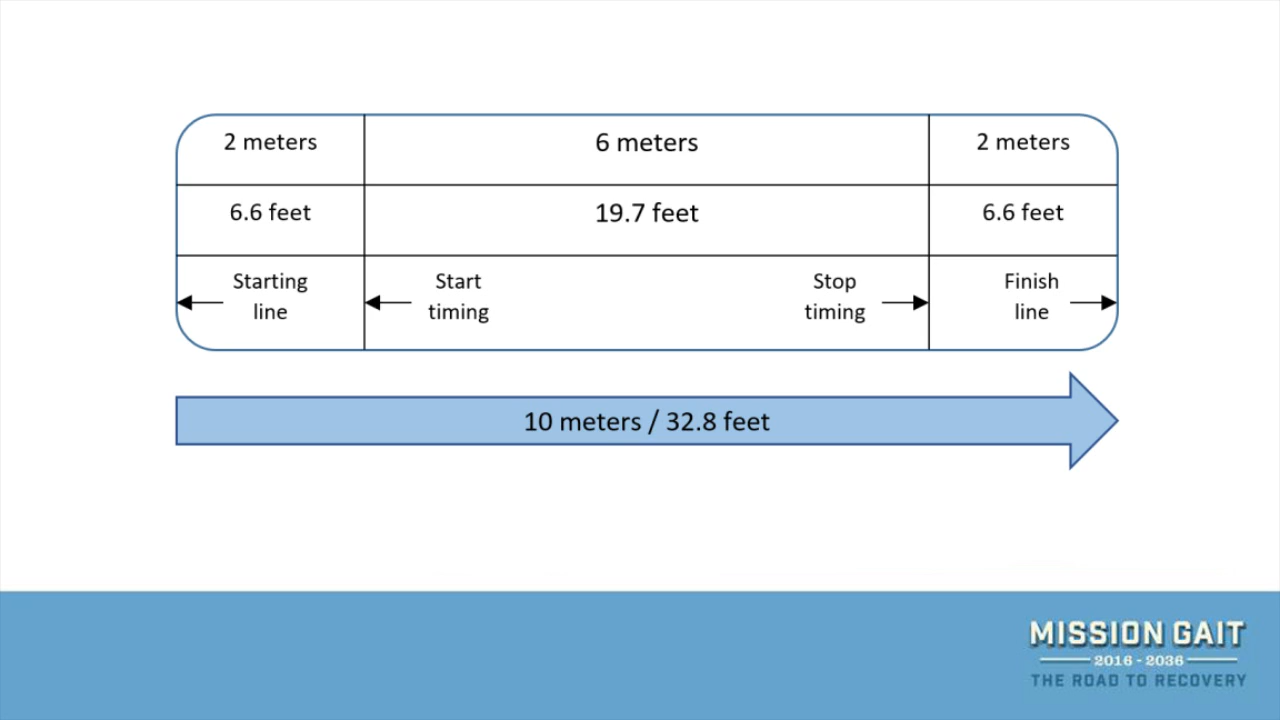 2 meters
6 meters
2 meters
6.6 feet
19.7 feet
6.6 feet
Starting
line
Start
timing
Stop
timing
Finish
line
10 meters / 32.8 feet
MISSION GAIT
2016 - 2036
THE ROAD TO RECOVERY